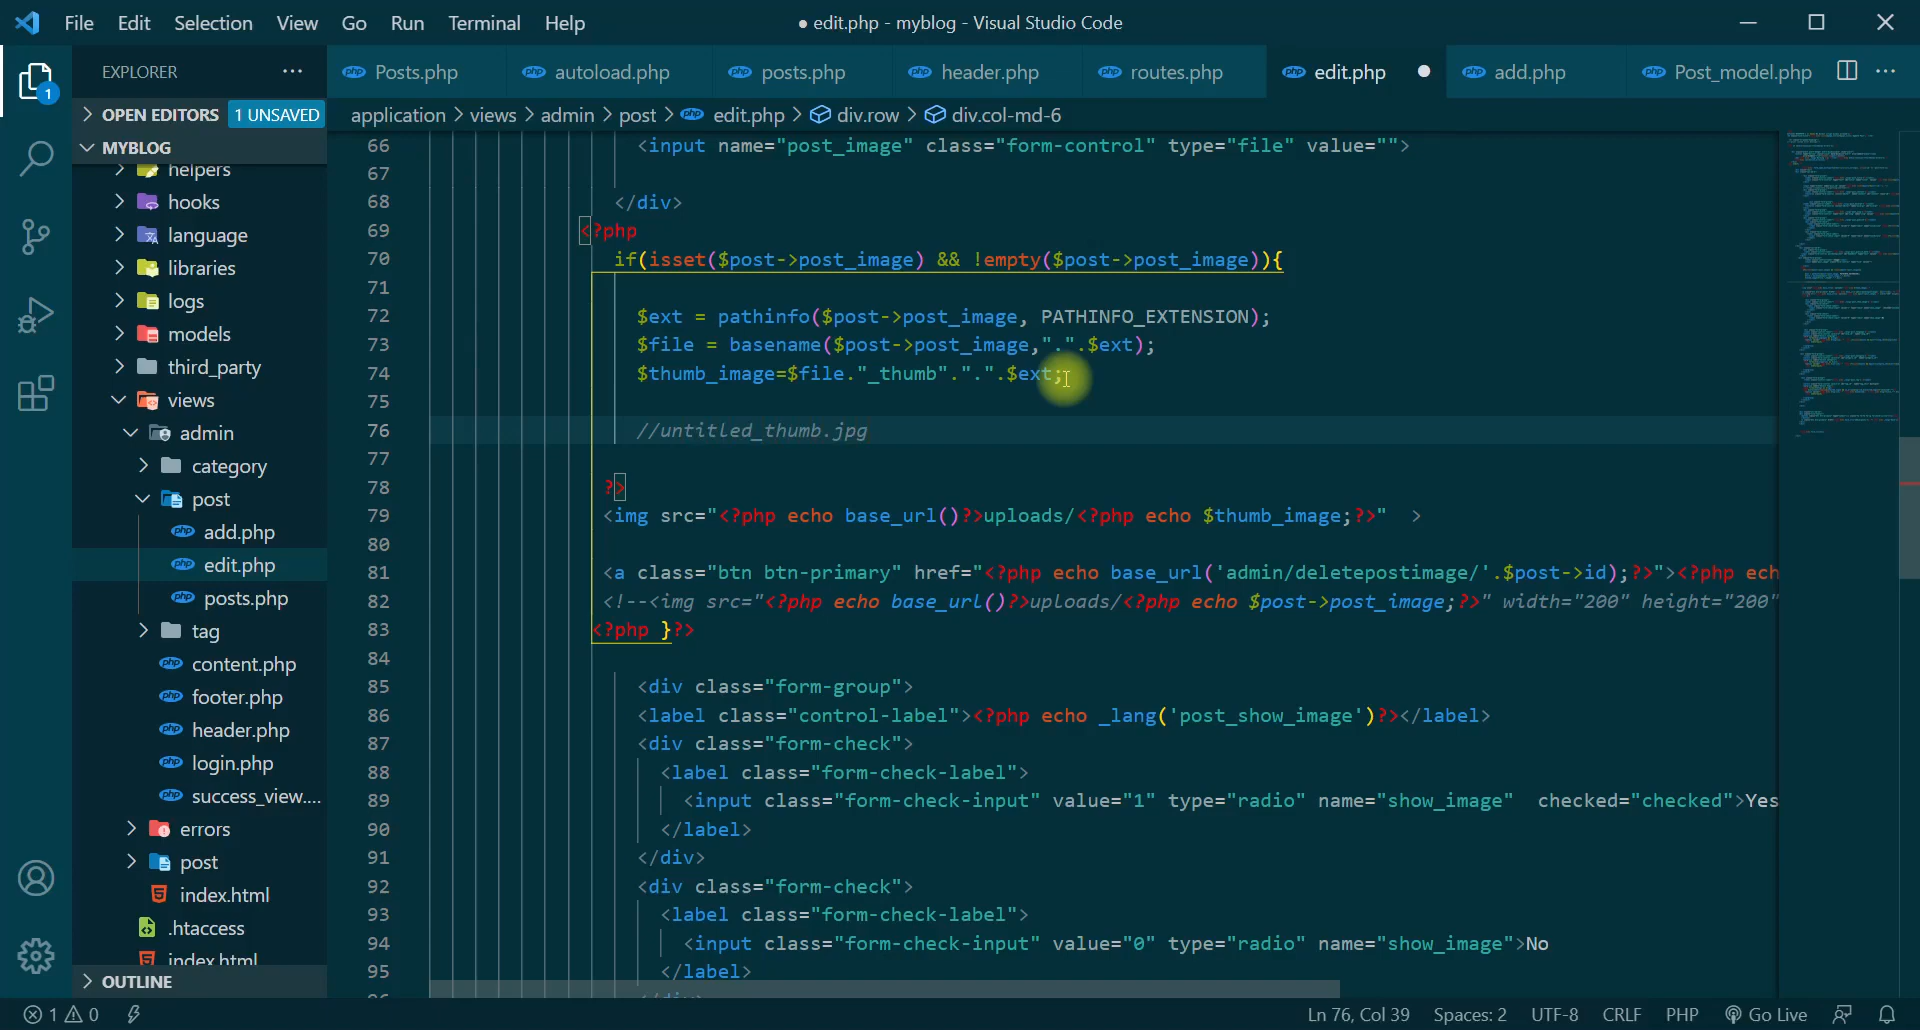 File Edit Selection View Go Run Terminal Help
● edit.php - myblog - Visual Studio Code
EXPLORER
Posts.php autoload.php posts.php header.php routes.php edit.php add.php Post_model.php
OPEN EDITORS 1 UNSAVED
application > views > admin > post > edit.php > div.row > div.col-md-6
MYBLOG
helpers
hooks
language
libraries
logs
models
third_party
views
admin
category
post
add.php
edit.php
posts.php
tag
content.php
footer.php
header.php
login.php
success_view....
errors
post
index.html
.htaccess
index.html
OUTLINE
66 <input name="post_image" class="form-control" type="file" value="">
67
68 </div>
69 <?php
70 if(isset($post->post_image) && !empty($post->post_image)){
71
72 $ext = pathinfo($post->post_image, PATHINFO_EXTENSION);
73 $file = basename($post->post_image,".".$ext);
74 $thumb_image=$file."_thumb".".".$ext;
75
76 //untitled_thumb.jpg
77
78 ?>
79 <img src="<?php echo base_url()?>uploads/<?php echo $thumb_image;?>"  >
80
81 <a class="btn btn-primary" href="<?php echo base_url('admin/deletepostimage/'.$post->id);?>"><?php ech
82 <!--<img src="<?php echo base_url()?>uploads/<?php echo $post->post_image;?>" width="200" height="200"
83 <?php }?>
84
85 <div class="form-group">
86 <label class="control-label"><?php echo _lang('post_show_image')?></label>
87 <div class="form-check">
88 <label class="form-check-label">
89 <input class="form-check-input" value="1" type="radio" name="show_image"  checked="checked">Yes
90 </label>
91 </div>
92 <div class="form-check">
93 <label class="form-check-label">
94 <input class="form-check-input" value="0" type="radio" name="show_image">No
95 </label>
1 0 Ln 76, Col 39 Spaces: 2 UTF-8 CRLF PHP Go Live